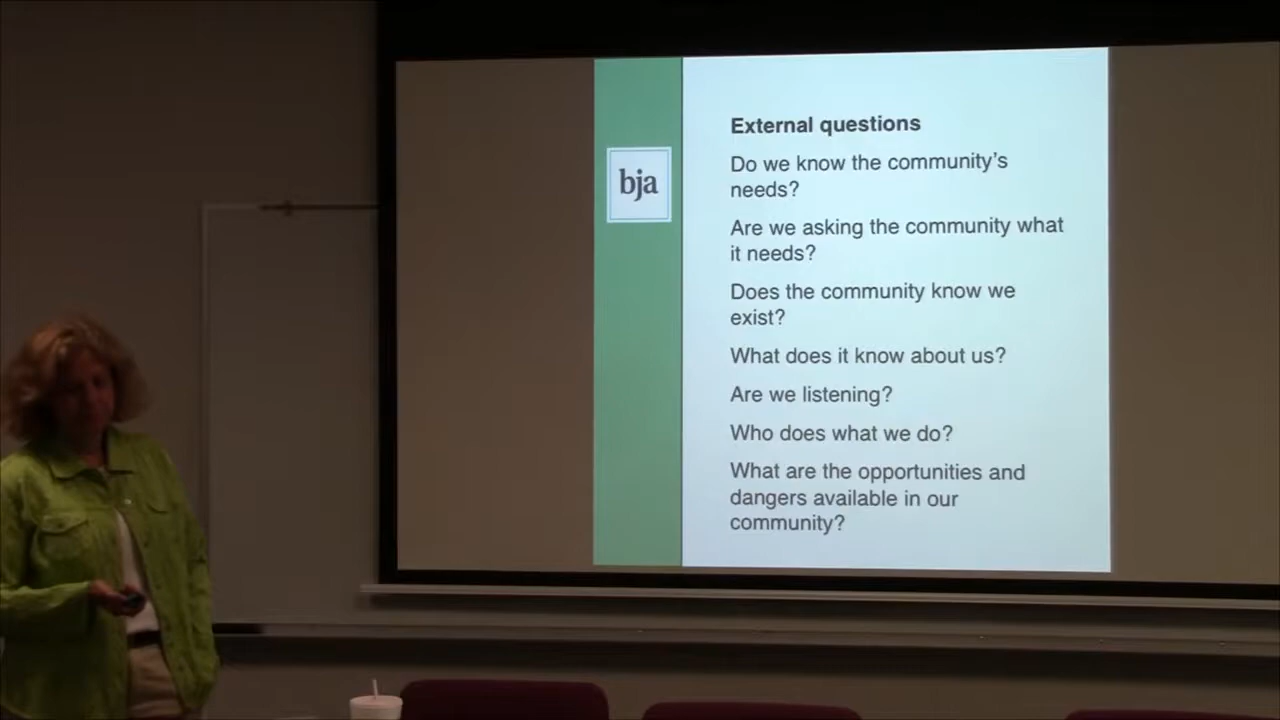 bja
External questions
Do we know the community's
needs?
Are we asking the community what
it needs?
Does the community know we
exist?
What does it know about us?
Are we listening?
Who does what we do?
What are the opportunities and
dangers available in our
community?